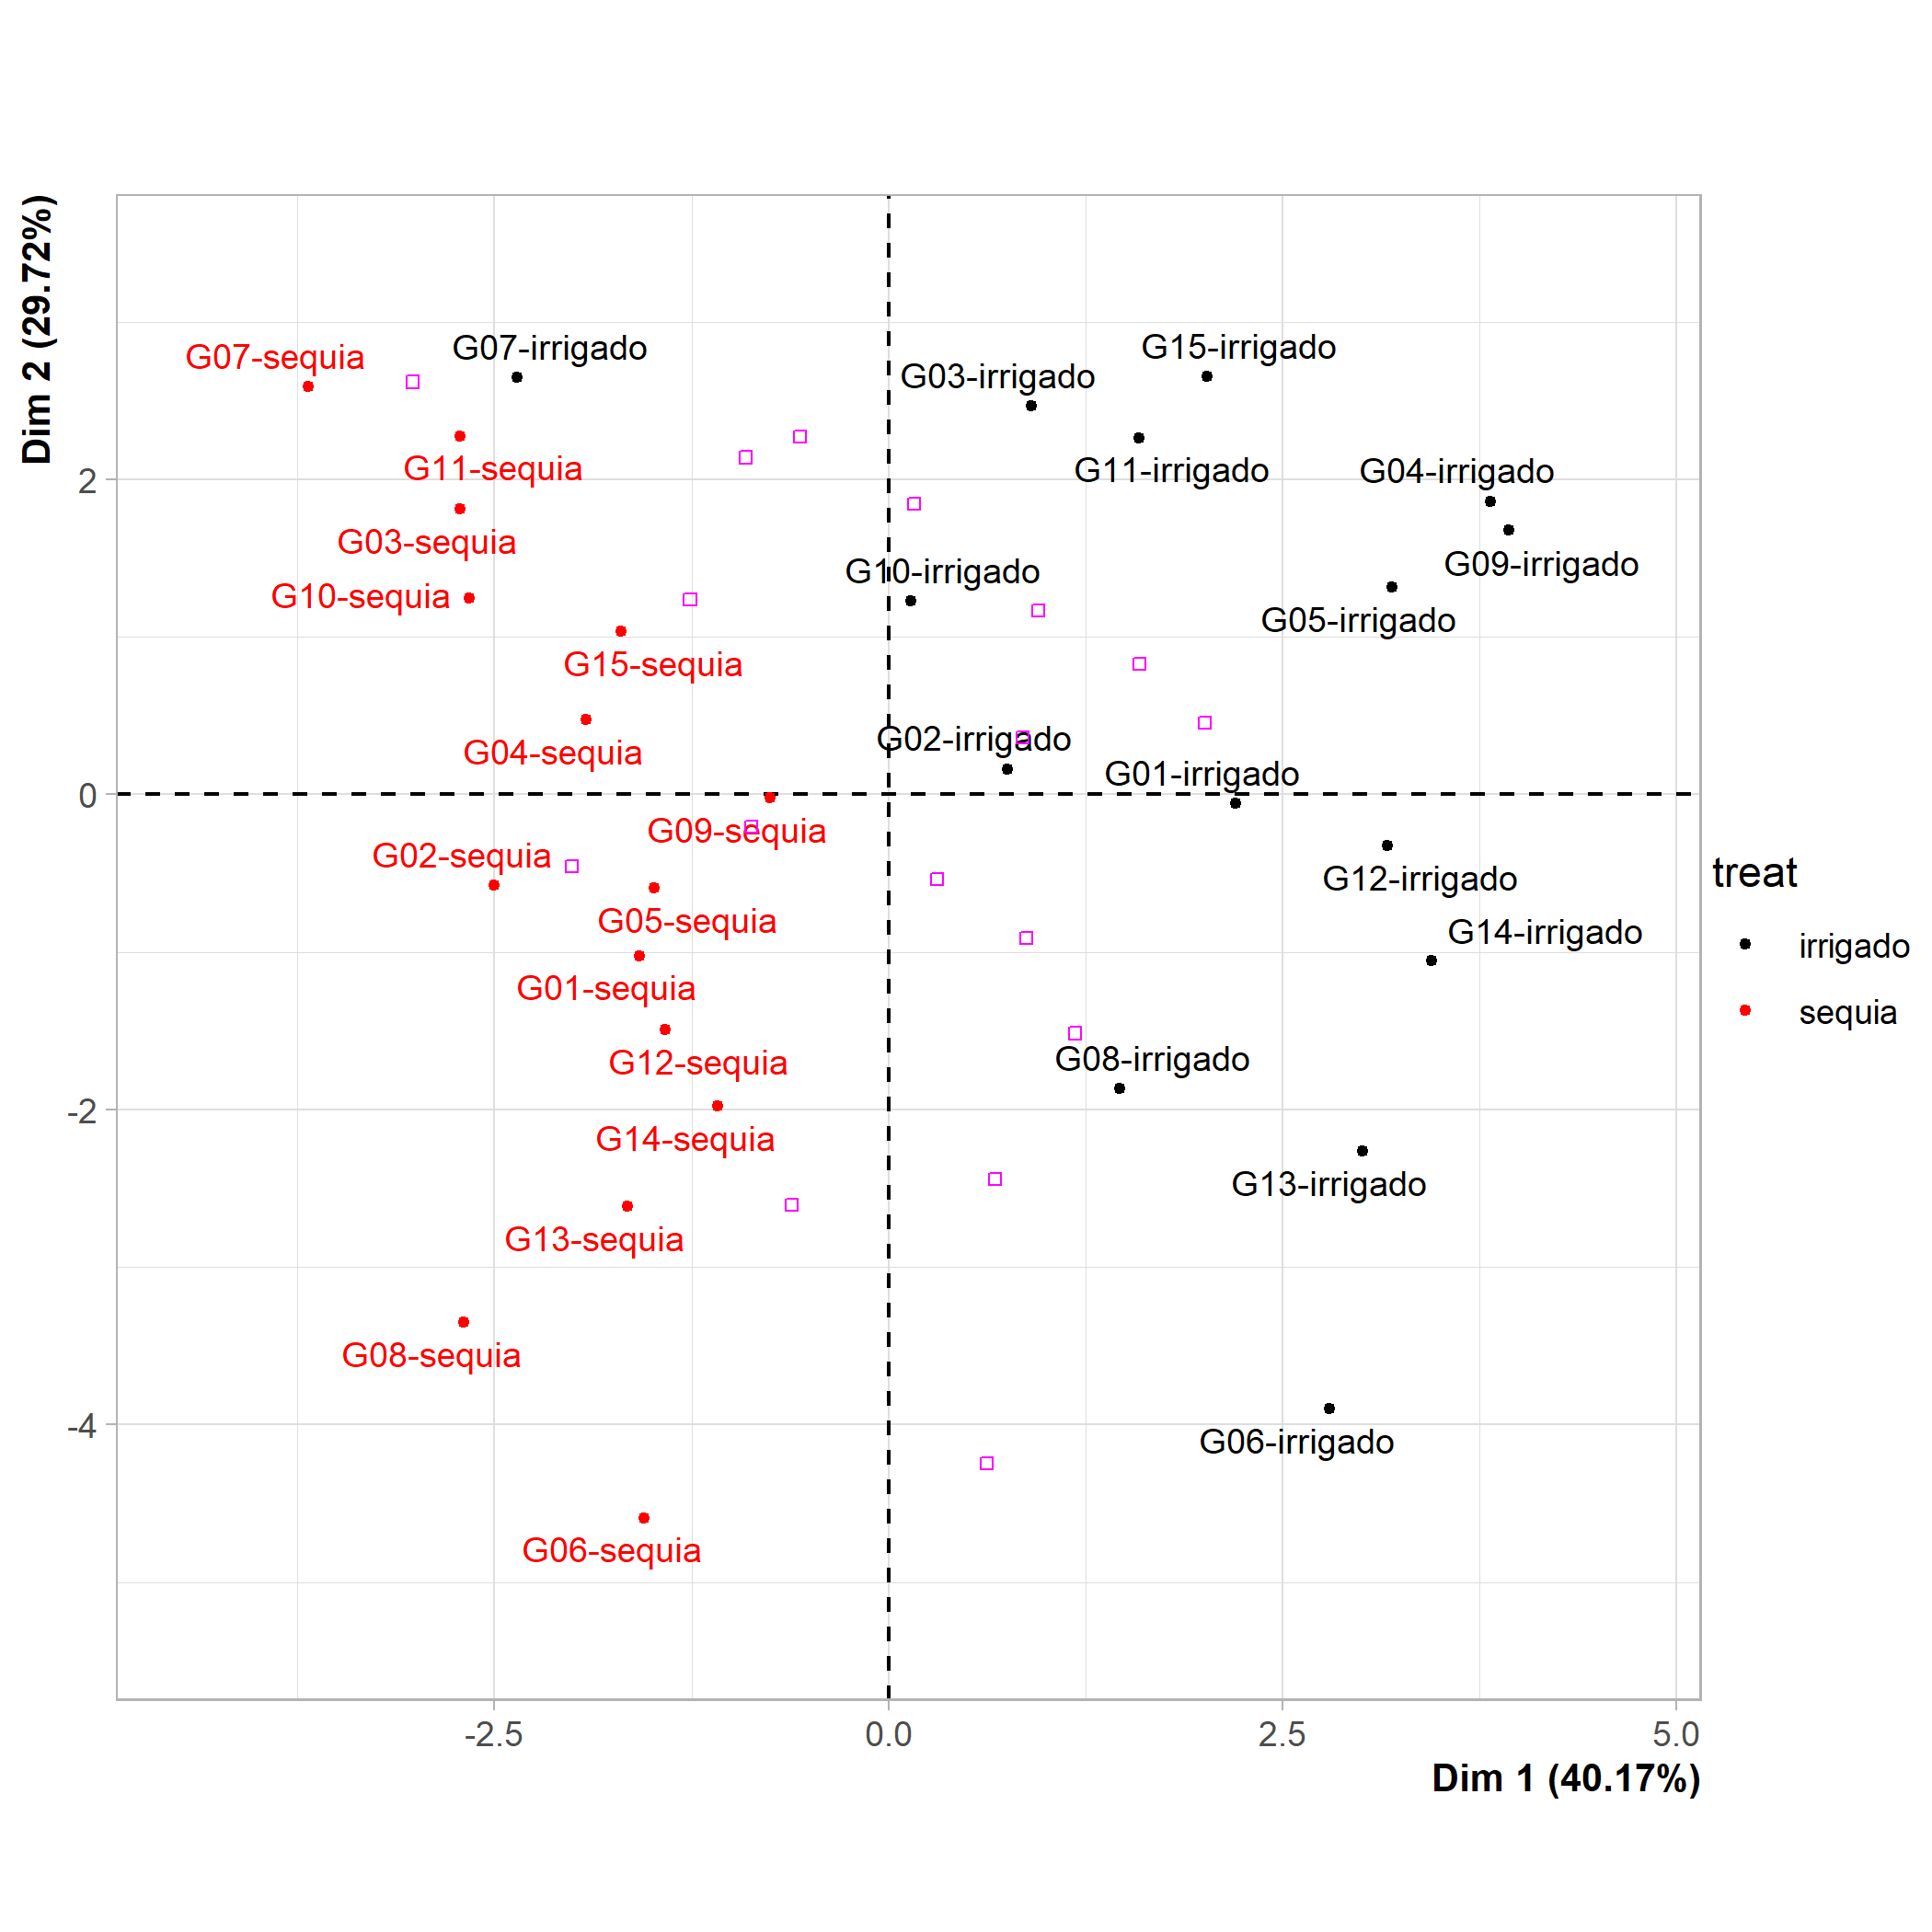 Dim 2 (29.72%)
G07-sequia
G07-irrigado
G15-irrigado
G03-irrigado
G11-sequia
G11-irrigado
G04-irrigado
2
G03-sequia
G10-irrigado
G09-irrigado
G10-sequia
G05-irrigado
G15-sequia
G02-irrigado
G04-sequia
G01-irrigado
0
G09-sequia
G02-sequia
G12-irrigado
treat
G05-sequia
G14-irrigado
irrigado
G01-sequia
sequia
G12-sequia
G08-irrigado
-2
G14-sequia
G13-irrigado
G13-sequia
G08-sequia
-4
G06-irrigado
G06-sequia
-2.5
0.0
2.5
5.0
Dim 1 (40.17%)